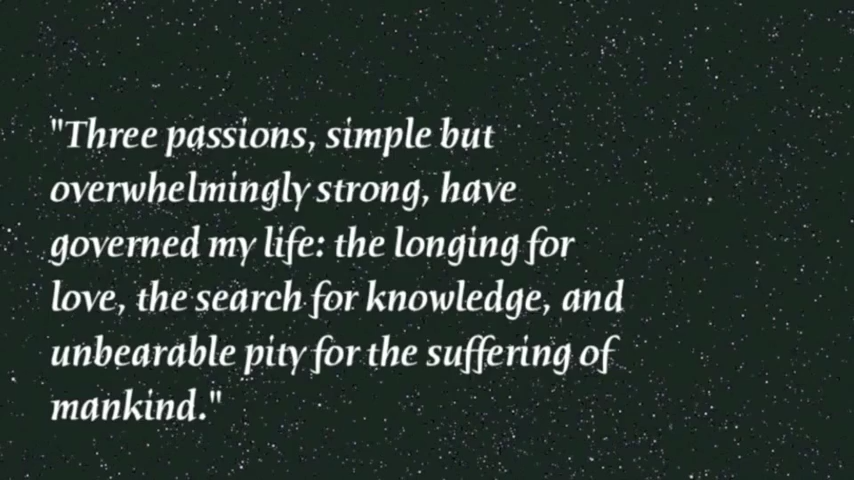 "Three passions, simple but
overwhelmingly strong, have
governed my life: the longing for
love, the search for knowledge, and
unbearable pity for the suffering of
mankind."